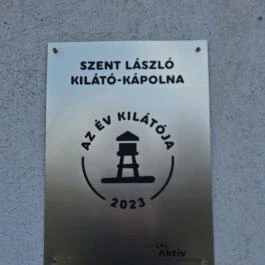 SZENT LÁSZLÓ
KILÁTÓ-KÁPOLNA
AZ ÉV KILÁTÓJA
2023
Aktív